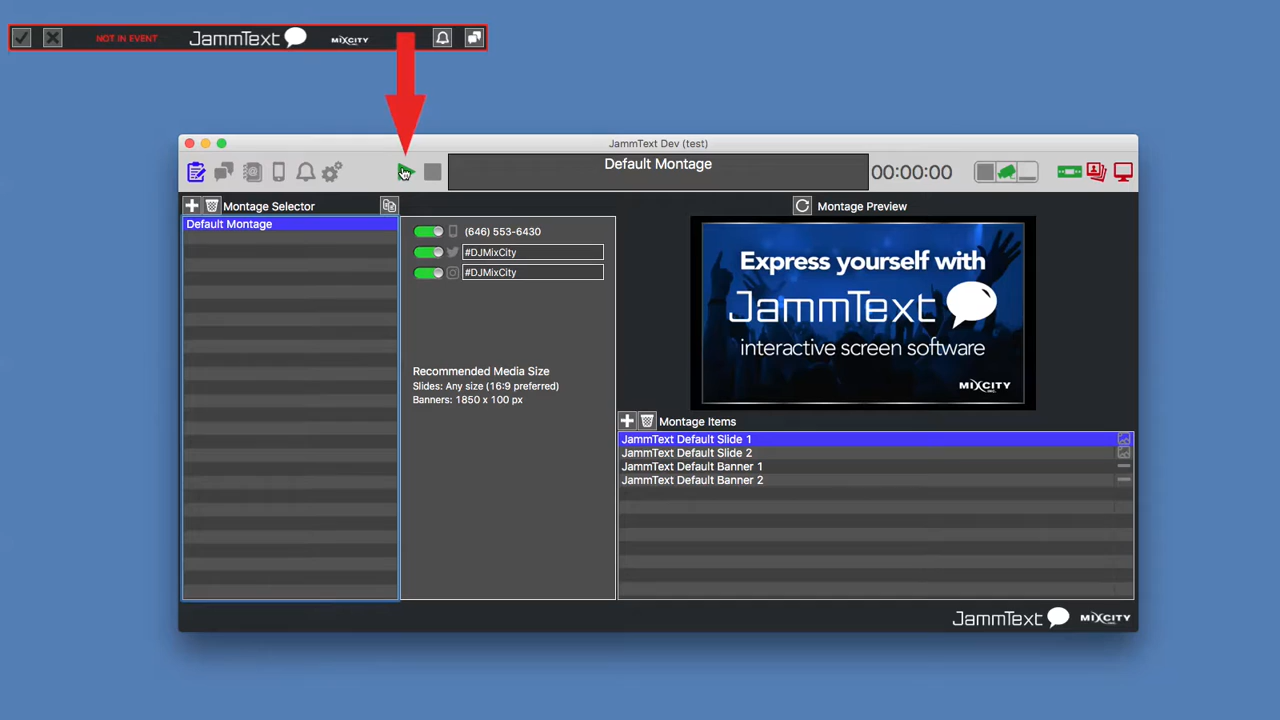 NOT IN EVENT
JammText
MIXCITY
JammText Dev (test)
Default Montage
00:00:00
Montage Selector
Default Montage
(646) 553-6430
#DJMixCity
#DJMixCity
Recommended Media Size
Slides: Any size (16:9 preferred)
Banners: 1850 x 100 px
Montage Preview
Express yourself with
JammText
interactive screen software
MIXCITY
Montage Items
JammText Default Slide 1
JammText Default Slide 2
JammText Default Banner 1
JammText Default Banner 2
JammText
MIXCITY